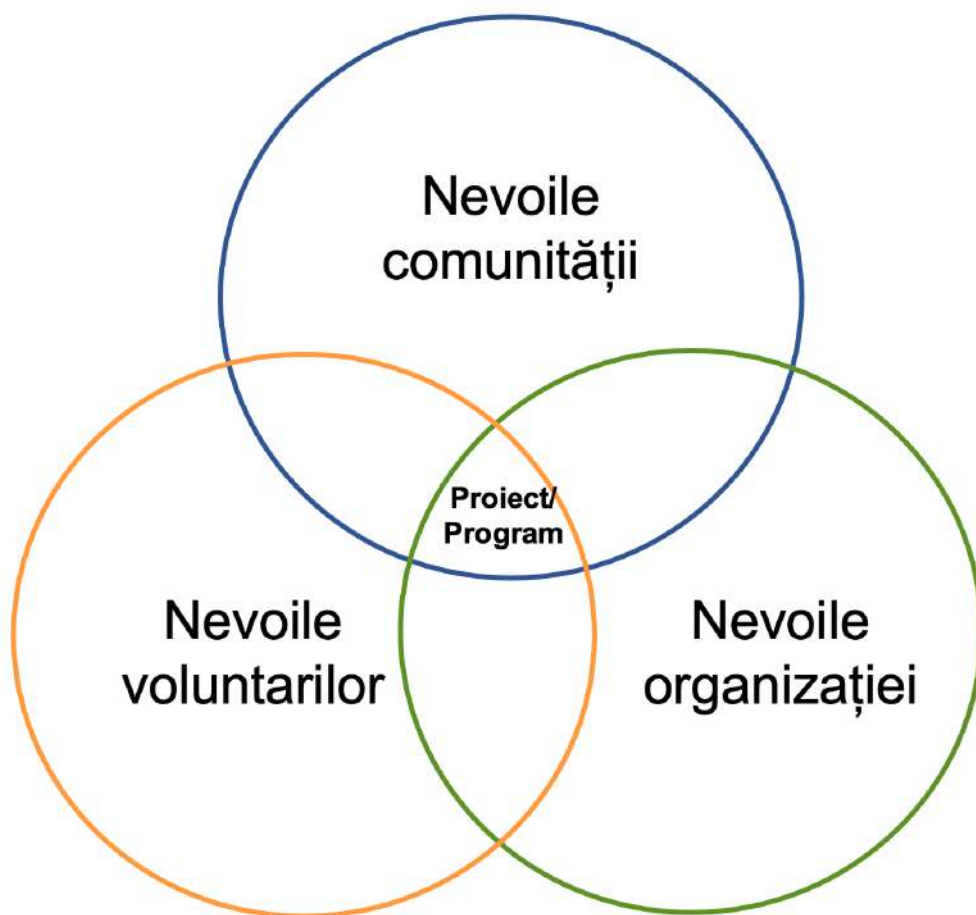 Nevoile
comunității
Proiect/
Program
Nevoile
voluntarilor
Nevoile
organizației